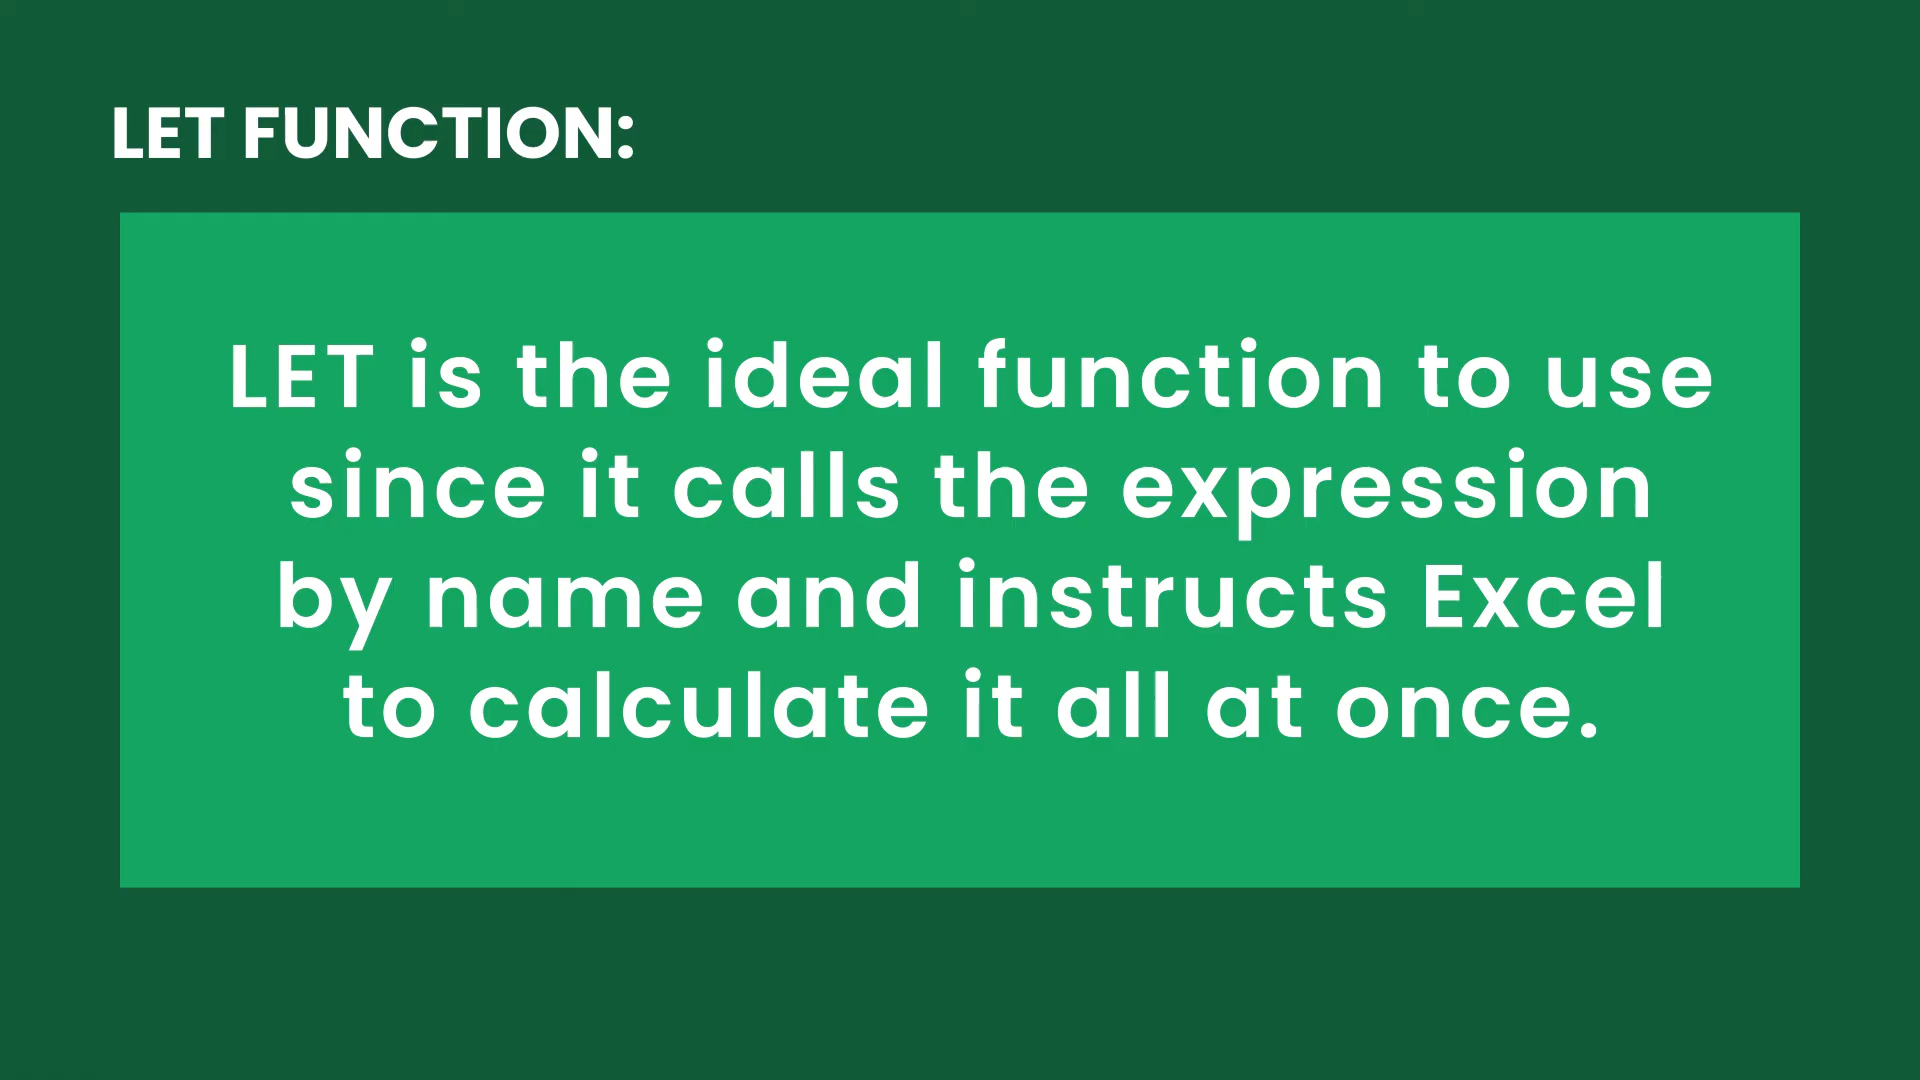 LET FUNCTION:
LET is the ideal function to use
since it calls the expression
by name and instructs Excel
to calculate it all at once.